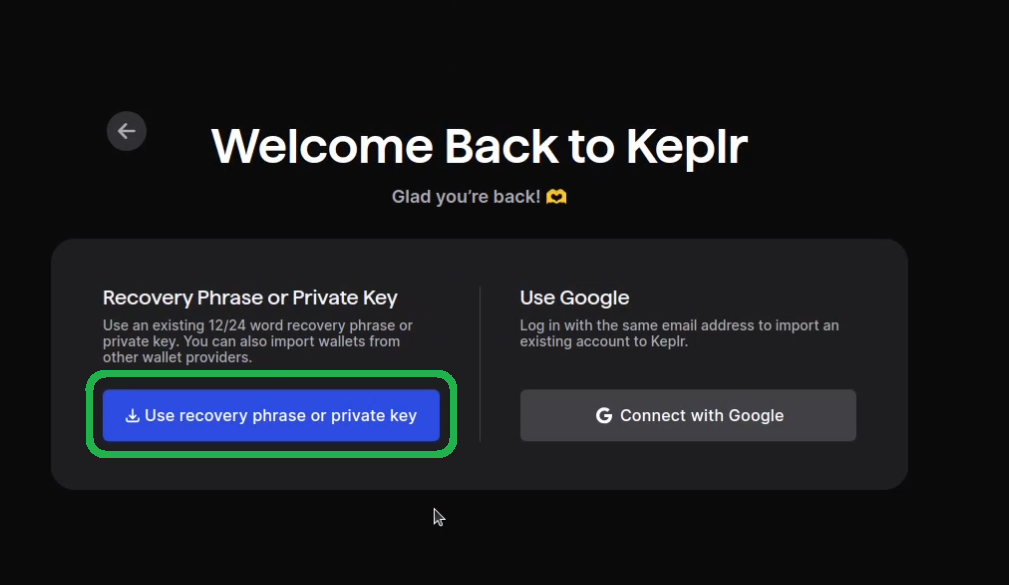 Welcome Back to Keplr
Glad you’re back! 🫶
Recovery Phrase or Private Key
Use an existing 12/24 word recovery phrase or
private key. You can also import wallets from
other wallet providers.
Use recovery phrase or private key
Use Google
Log in with the same email address to import an
existing account to Keplr.
Connect with Google